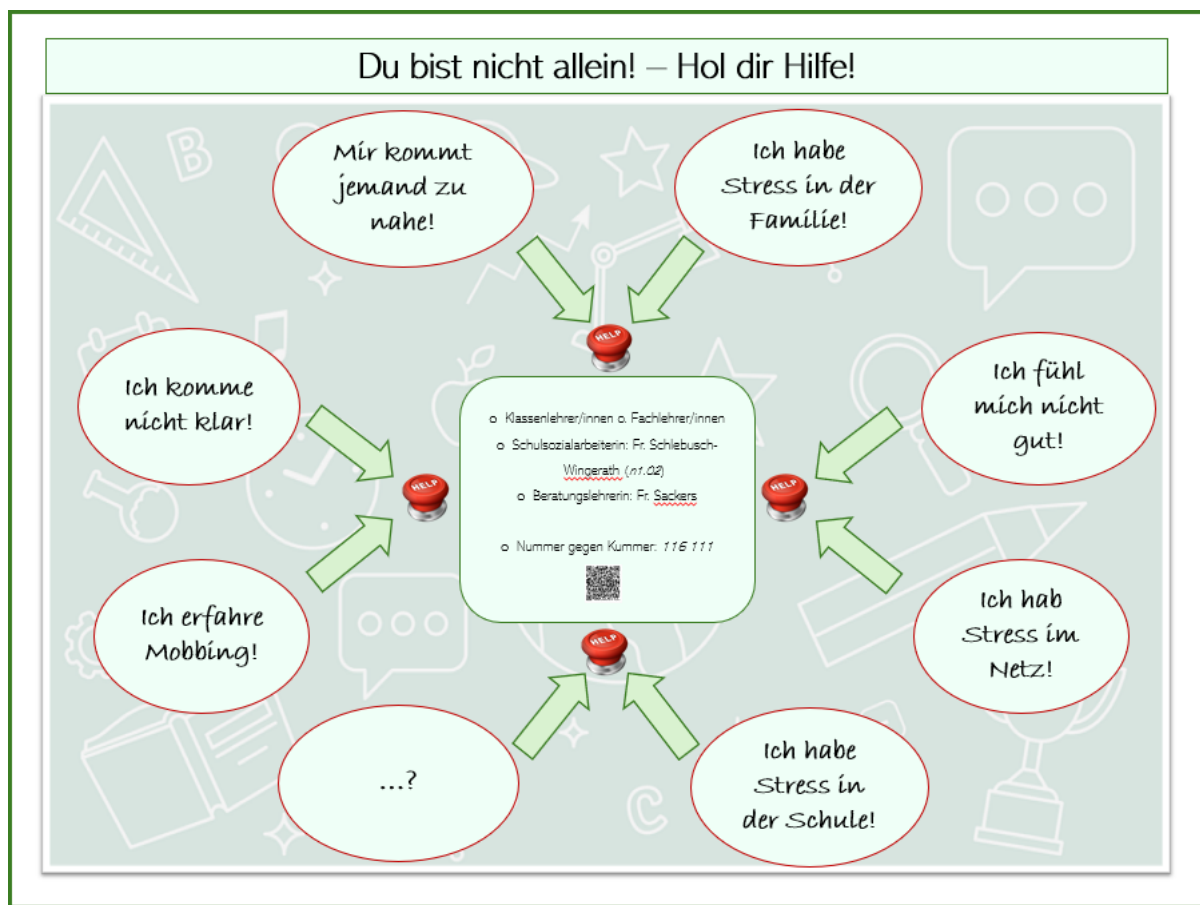 Du bist nicht allein! – Hol dir Hilfe!
B
Mir kommt
jemand zu
nahe!
Ich habe
Stress in der
Familie!
HELP
Ich komme
nicht klar!
Ich fühl
mich nicht
gut!
HELP
o Klassenlehrer/innen o. Fachlehrer/innen
o Schulsozialarbeiterin: Fr. Schlebusch-
Wingerath (n1.02)
o Beratungslehrerin: Fr. Sackers
o Nummer gegen Kummer: 116 111
HELP
Ich erfahre
Mobbing!
Ich hab
Stress im
Netz!
HELP
...?
Ich habe
Stress in
der Schule!
C